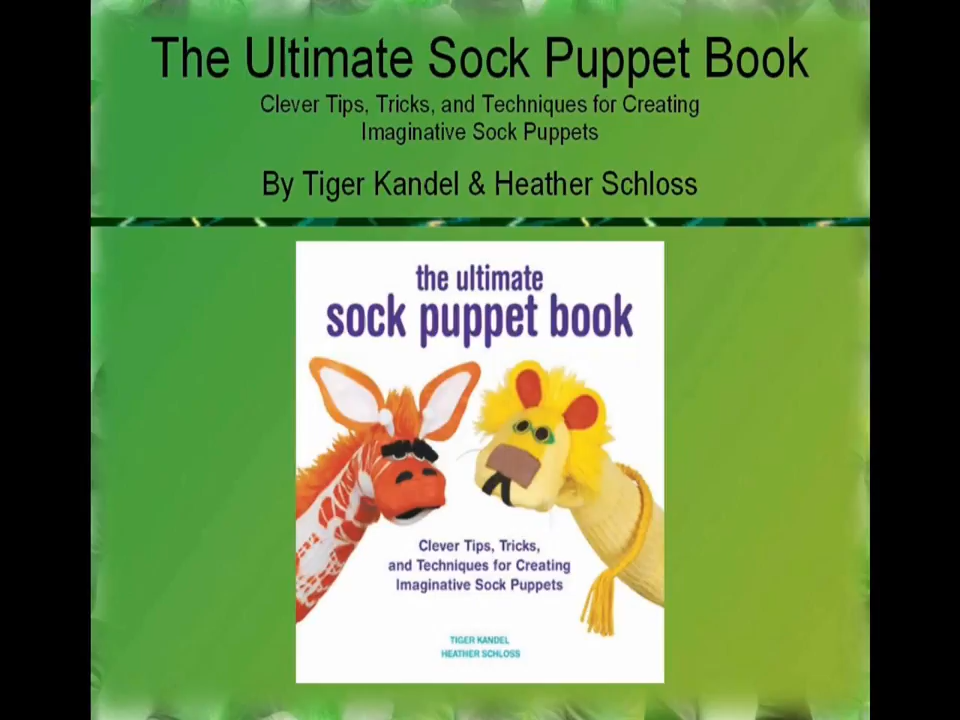 The Ultimate Sock Puppet Book
Clever Tips, Tricks, and Techniques for Creating
Imaginative Sock Puppets
By Tiger Kandel & Heather Schloss
the ultimate
sock puppet book
Clever Tips, Tricks,
and Techniques for Creating
Imaginative Sock Puppets
TIGER KANDEL
HEATHER SCHLOSS